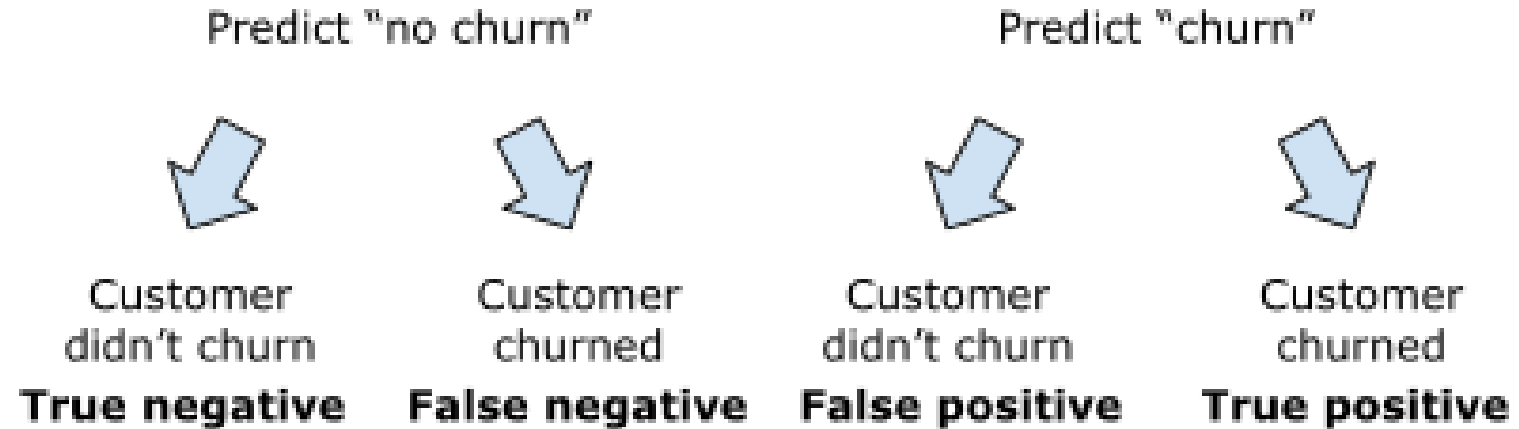 Predict “no churn”
Predict “churn”
Customer
didn’t churn
True negative
Customer
churned
False negative
Customer
didn’t churn
False positive
Customer
churned
True positive